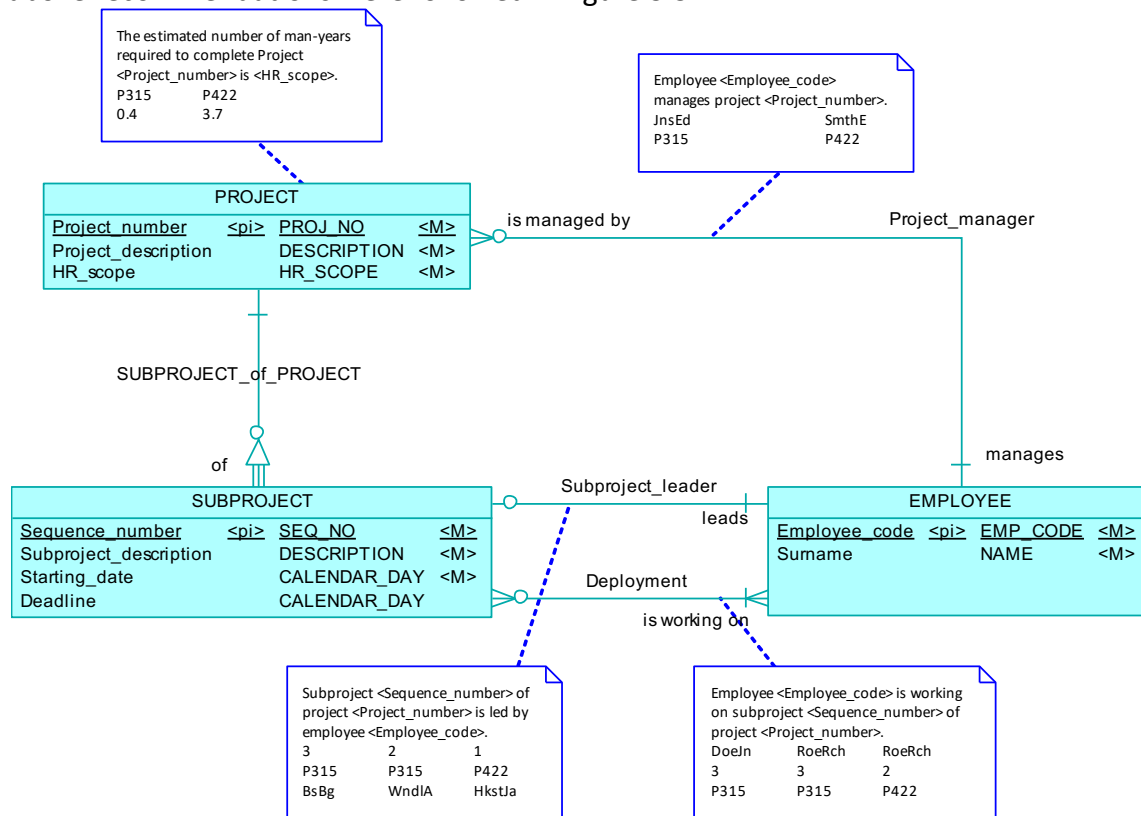 The estimated number of man-years
required to complete Project
<Project_number> is <HR_scope>.
P315 P422
0.4 3.7
Employee <Employee_code>
manages project <Project_number>.
JnsEd SmthE
P315 P422
PROJECT
Project_number <pi> PROJ_NO <M>
Project_description DESCRIPTION <M>
HR_scope HR_SCOPE <M>
is managed by
Project_manager
SUBPROJECT_of_PROJECT
of
manages
SUBPROJECT
Sequence_number <pi> SEQ_NO <M>
Subproject_description DESCRIPTION <M>
Starting_date CALENDAR_DAY <M>
Deadline CALENDAR_DAY
Subproject_leader
leads
EMPLOYEE
Employee_code <pi> EMP_CODE <M>
Surname NAME <M>
Deployment
is working on
Subproject <Sequence_number> of
project <Project_number> is led by
employee <Employee_code>.
3 2 1
P315 P315 P422
BsBg WndlA HkstJa
Employee <Employee_code> is working
on subproject <Sequence_number> of
project <Project_number>.
DoeJn RoeRch RoeRch
3 3 2
P315 P315 P422